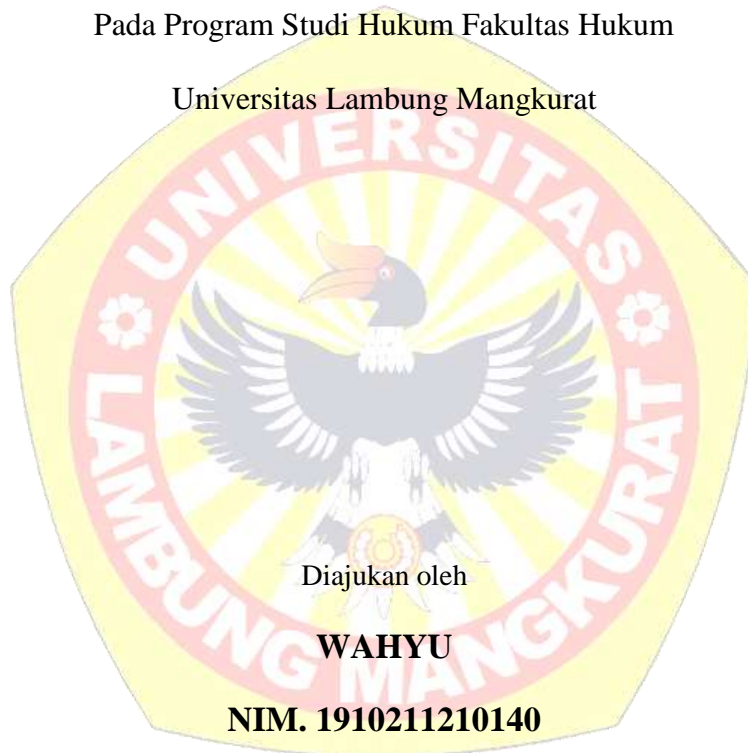 Pada Program Studi Hukum Fakultas Hukum
Universitas Lambung Mangkurat
UNIVERSITAS
LAMBUNG MANGKURAT
Diajukan oleh
WAHYU
NIM. 1910211210140